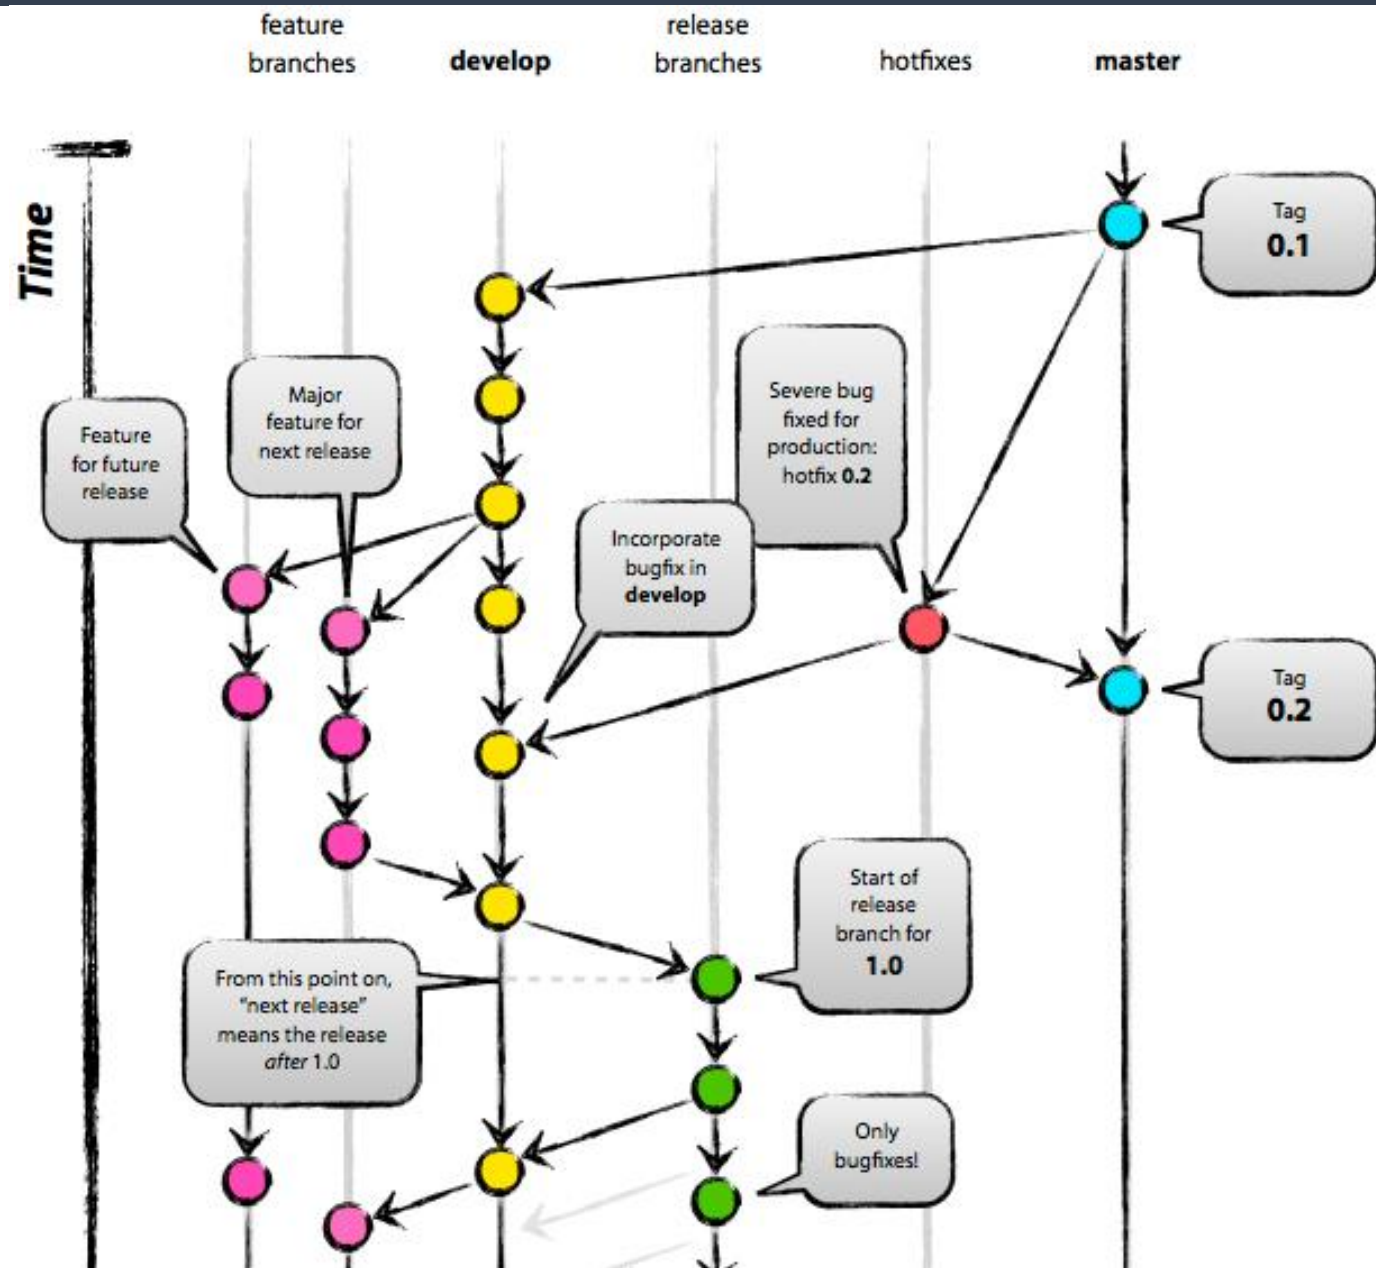 feature
branches
develop
release
branches
hotfixes
master
Time
Tag
0.1
Major
feature for
next release
Feature
for future
release
Severe bug
fixed for
production:
hotfix 0.2
Incorporate
bugfix in
develop
Tag
0.2
Start of
release
branch for
1.0
From this point on,
“next release”
means the release
after 1.0
Only
bugfixes!